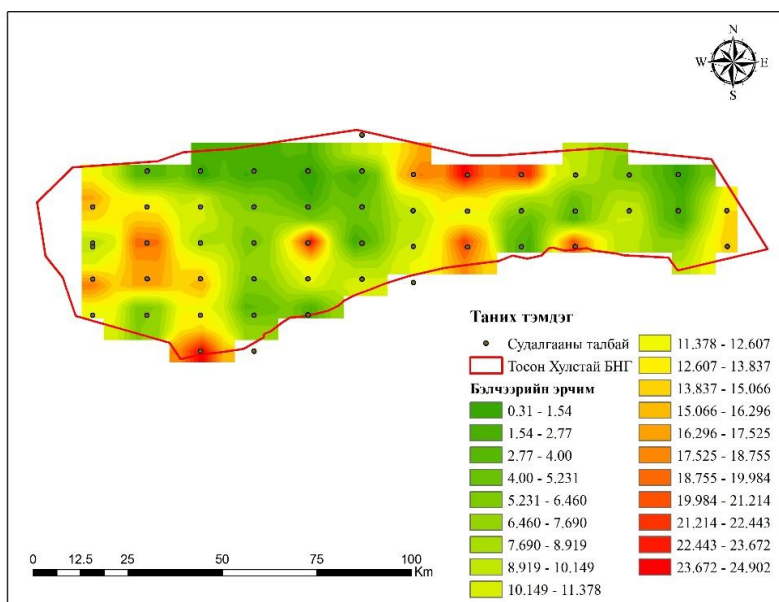 N
W E
S
Таних тэмдэг
Судалгааны талбай
Тосон Хулстай БНГ
Бэлчээрийн эрчим
0.31 - 1.54
1.54 - 2.77
2.77 - 4.00
4.00 - 5.231
5.231 - 6.460
6.460 - 7.690
7.690 - 8.919
8.919 - 10.149
10.149 - 11.378
11.378 - 12.607
12.607 - 13.837
13.837 - 15.066
15.066 - 16.296
16.296 - 17.525
17.525 - 18.755
18.755 - 19.984
19.984 - 21.214
21.214 - 22.443
22.443 - 23.672
23.672 - 24.902
0 12.5 25 50 75 100
Km